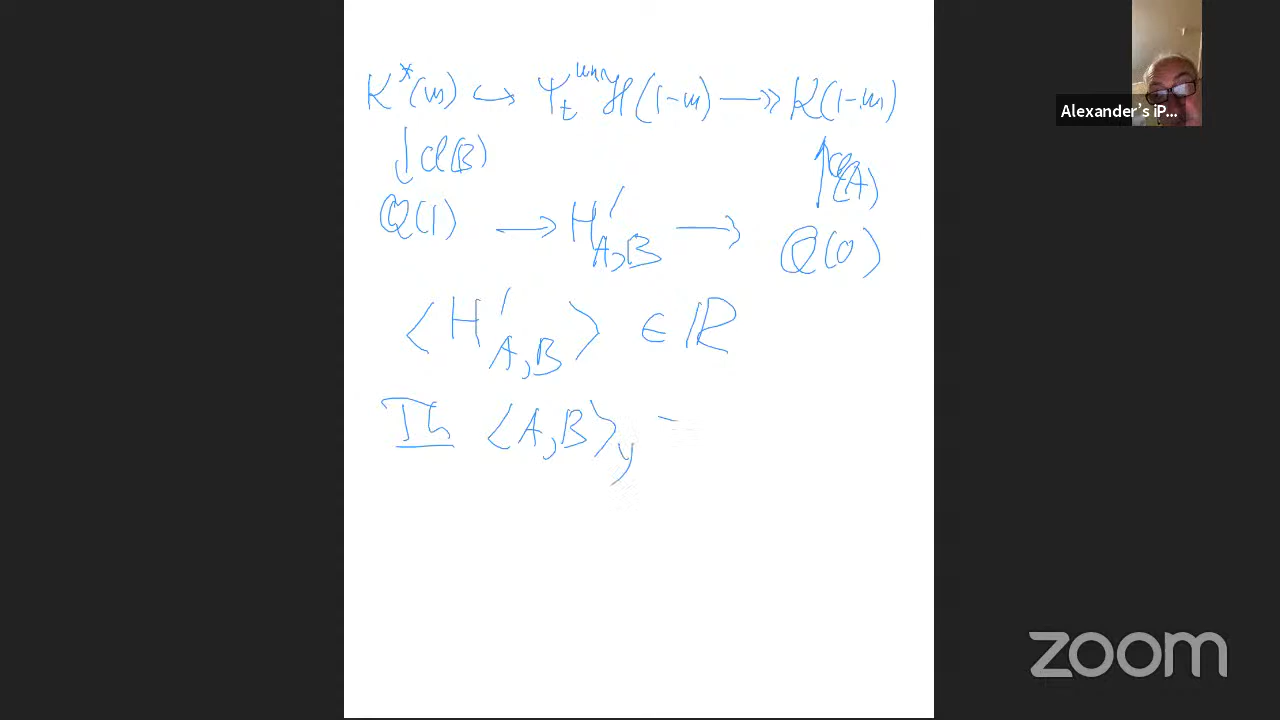 K*(m) ↪ Ψ_t^{un} ℋ(1-m) ↠ K(1-m)
↓ cl(B) ↑ cl(A)
Q(1) → H'_{A,B} → Q(0)
⟨H'_{A,B}⟩ ∈ ℝ
Th ⟨A,B⟩_y =
Alexander's iP...
zoom